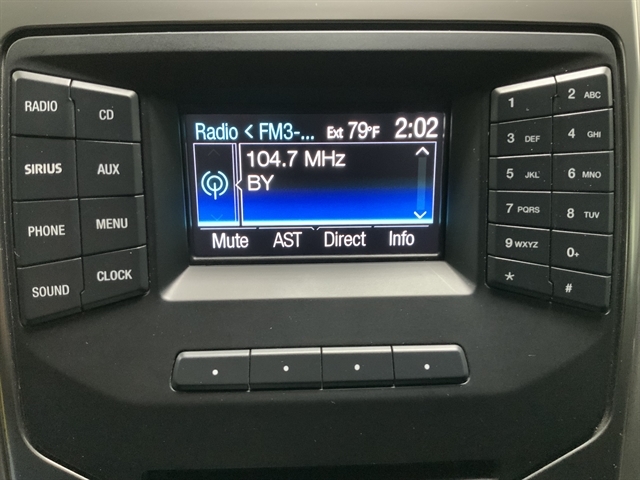 RADIO
CD
SIRIUS
AUX
PHONE
MENU
SOUND
CLOCK
Radio < FM3-... Ext 79°F 2:02
104.7 MHz
BY
Mute AST Direct Info
1
2 ABC
3 DEF
4 GHI
5 JKL
6 MNO
7 PQRS
8 TUV
9 WXYZ
0+
*
#